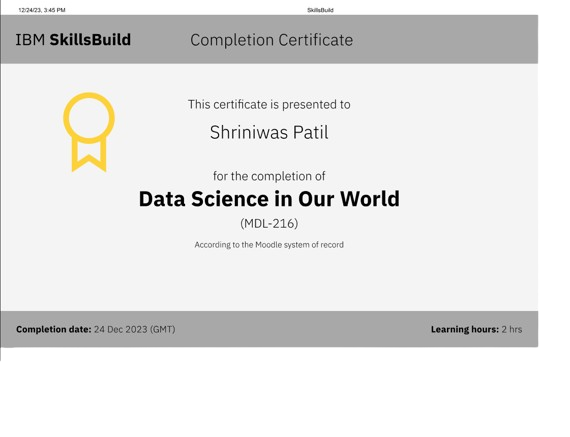 12/24/23, 3:45 PM SkillsBuild
IBM SkillsBuild Completion Certificate
This certificate is presented to
Shriniwas Patil
for the completion of
Data Science in Our World
(MDL-216)
According to the Moodle system of record
Completion date: 24 Dec 2023 (GMT) Learning hours: 2 hrs